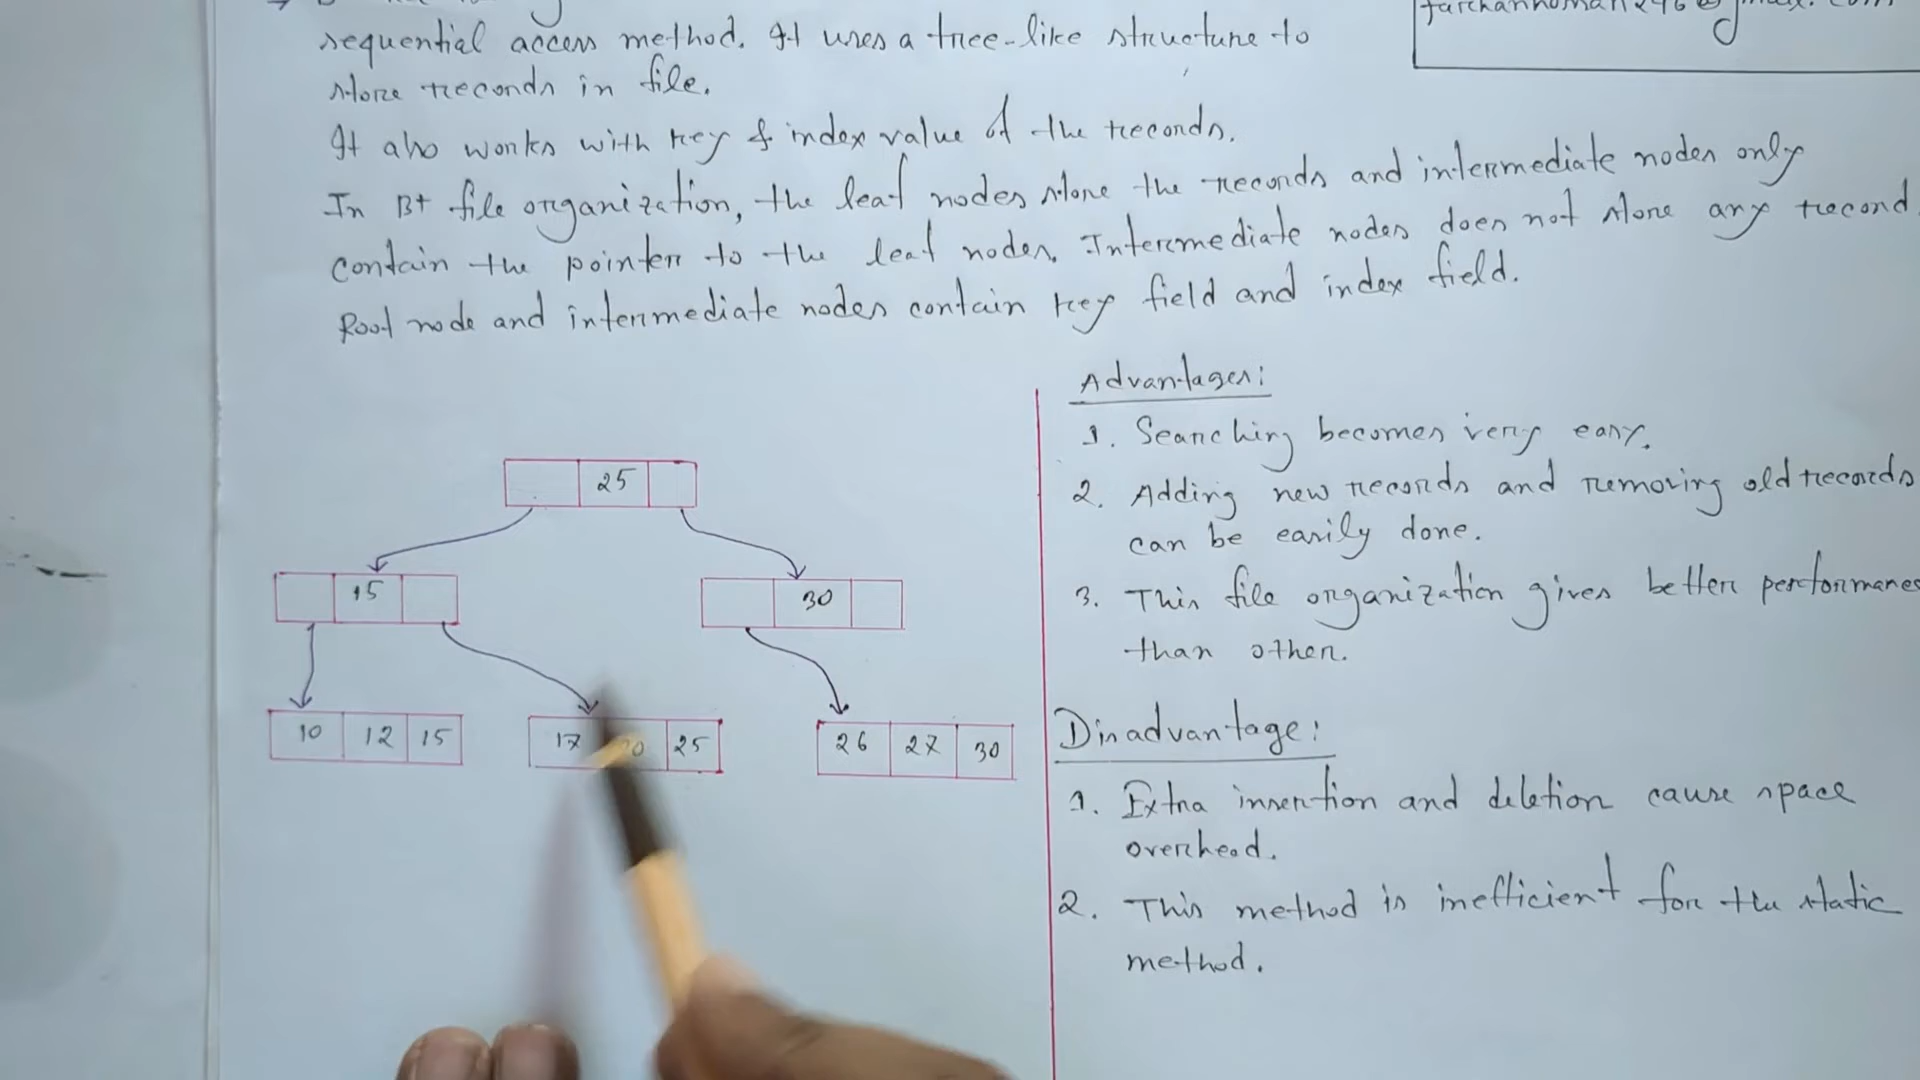 sequential access method. It uses a tree-like structure to
store records in file.
It also works with key & index value of the records.
In B+ file organization, the leaf nodes store the records and intermediate nodes only
contain the pointer to the leaf nodes. Intermediate nodes does not store any record.
Root node and intermediate nodes contain key field and index field.
25
15
30
10 12 15
17 25
26 27 30
Advantages:
1. Searching becomes very easy.
2. Adding new records and removing old records
can be easily done.
3. This file organization gives better performance
than other.
Disadvantage:
1. Extra insertion and deletion cause space
overhead.
2. This method is inefficient for the static
method.